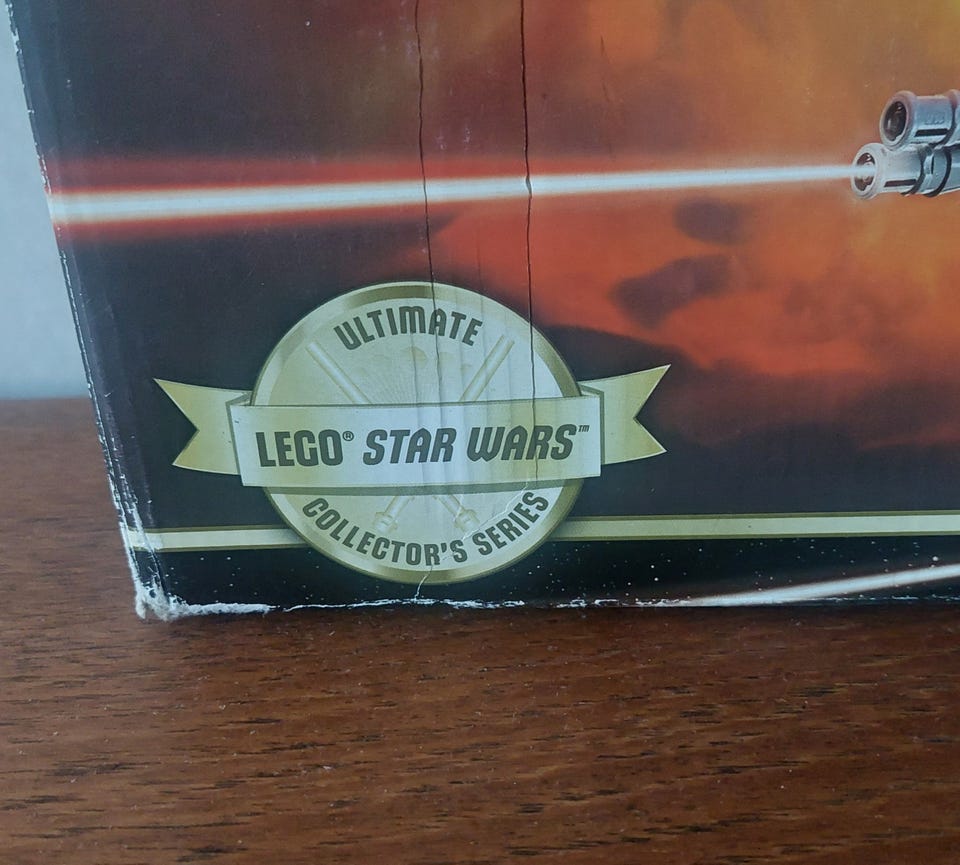 ULTIMATE
LEGO® STAR WARS™
COLLECTOR'S SERIES